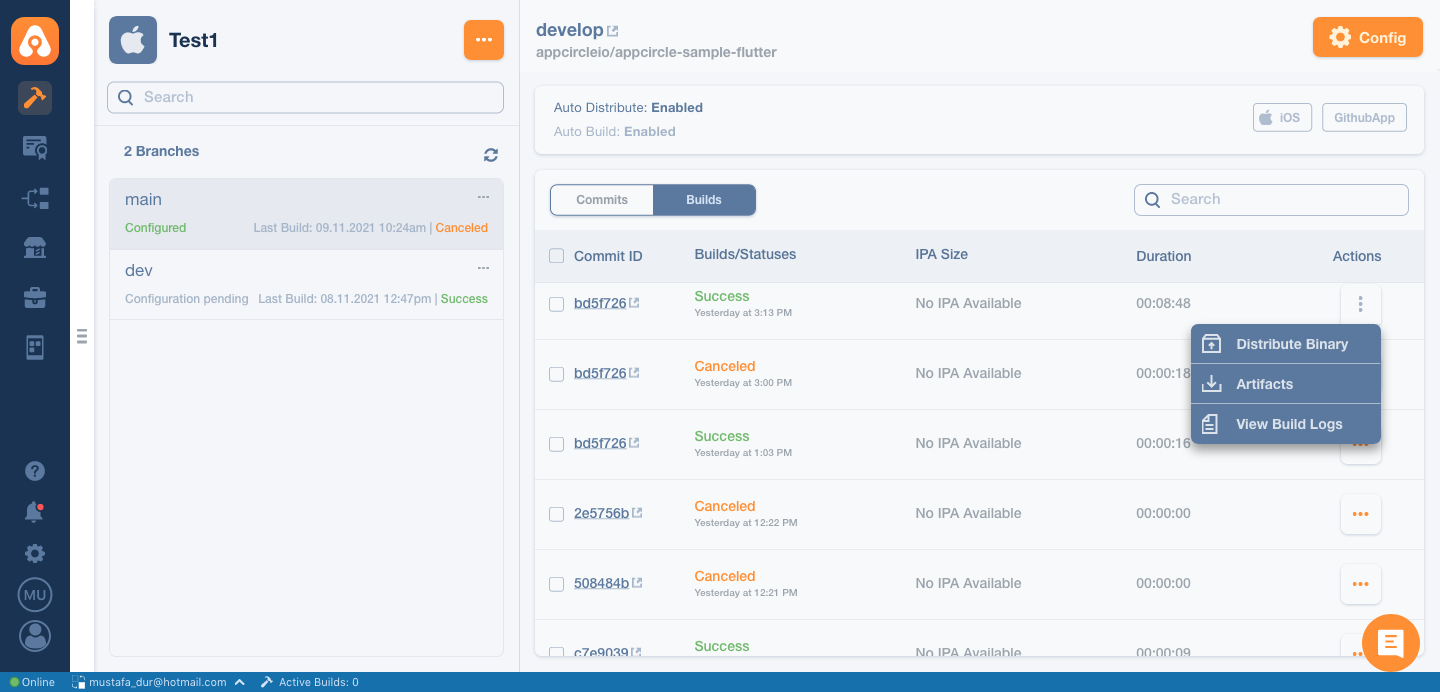 Test1
Search
2 Branches
main
Configured Last Build: 09.11.2021 10:24am | Canceled
dev
Configuration pending Last Build: 08.11.2021 12:47pm | Success
develop
appcircleio/appcircle-sample-flutter
Config
Auto Distribute: Enabled
Auto Build: Enabled
iOS
GithubApp
Commits
Builds
Search
Commit ID Builds/Statuses IPA Size Duration Actions
bd5f726 Success No IPA Available 00:08:48
Yesterday at 3:13 PM
Distribute Binary
Artifacts
View Build Logs
bd5f726 Canceled No IPA Available 00:00:18
Yesterday at 3:00 PM
bd5f726 Success No IPA Available 00:00:16
Yesterday at 1:03 PM
2e5756b Canceled No IPA Available 00:00:00
Yesterday at 12:22 PM
508484b Canceled No IPA Available 00:00:00
Yesterday at 12:21 PM
c7e9039 Success No IPA Available 00:00:09
MU
Online mustafa_dur@hotmail.com Active Builds: 0